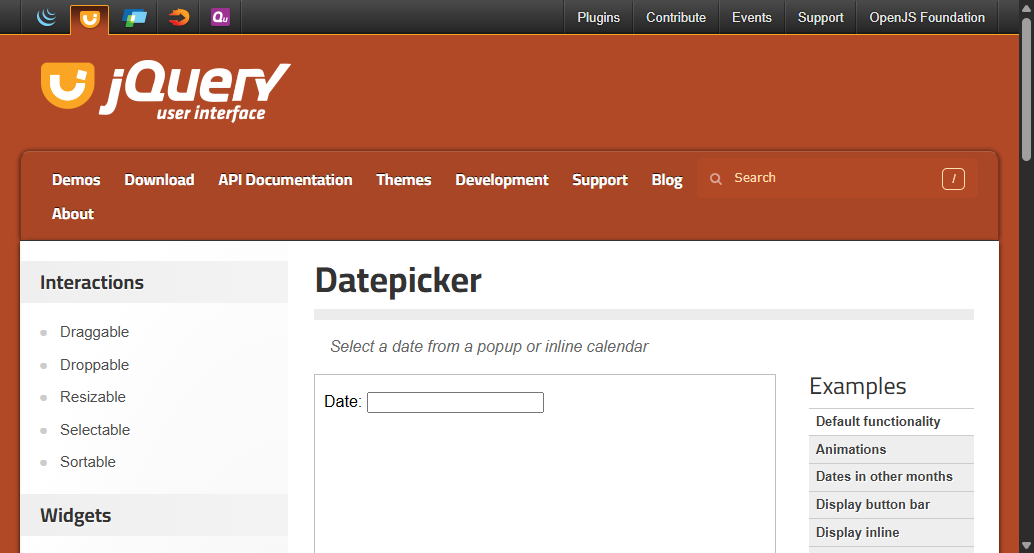 Plugins Contribute Events Support OpenJS Foundation
jQuery
user interface
Demos Download API Documentation Themes Development Support Blog Search /
About
Interactions
Draggable
Droppable
Resizable
Selectable
Sortable
Widgets
Datepicker
Select a date from a popup or inline calendar
Date:
Examples
Default functionality
Animations
Dates in other months
Display button bar
Display inline